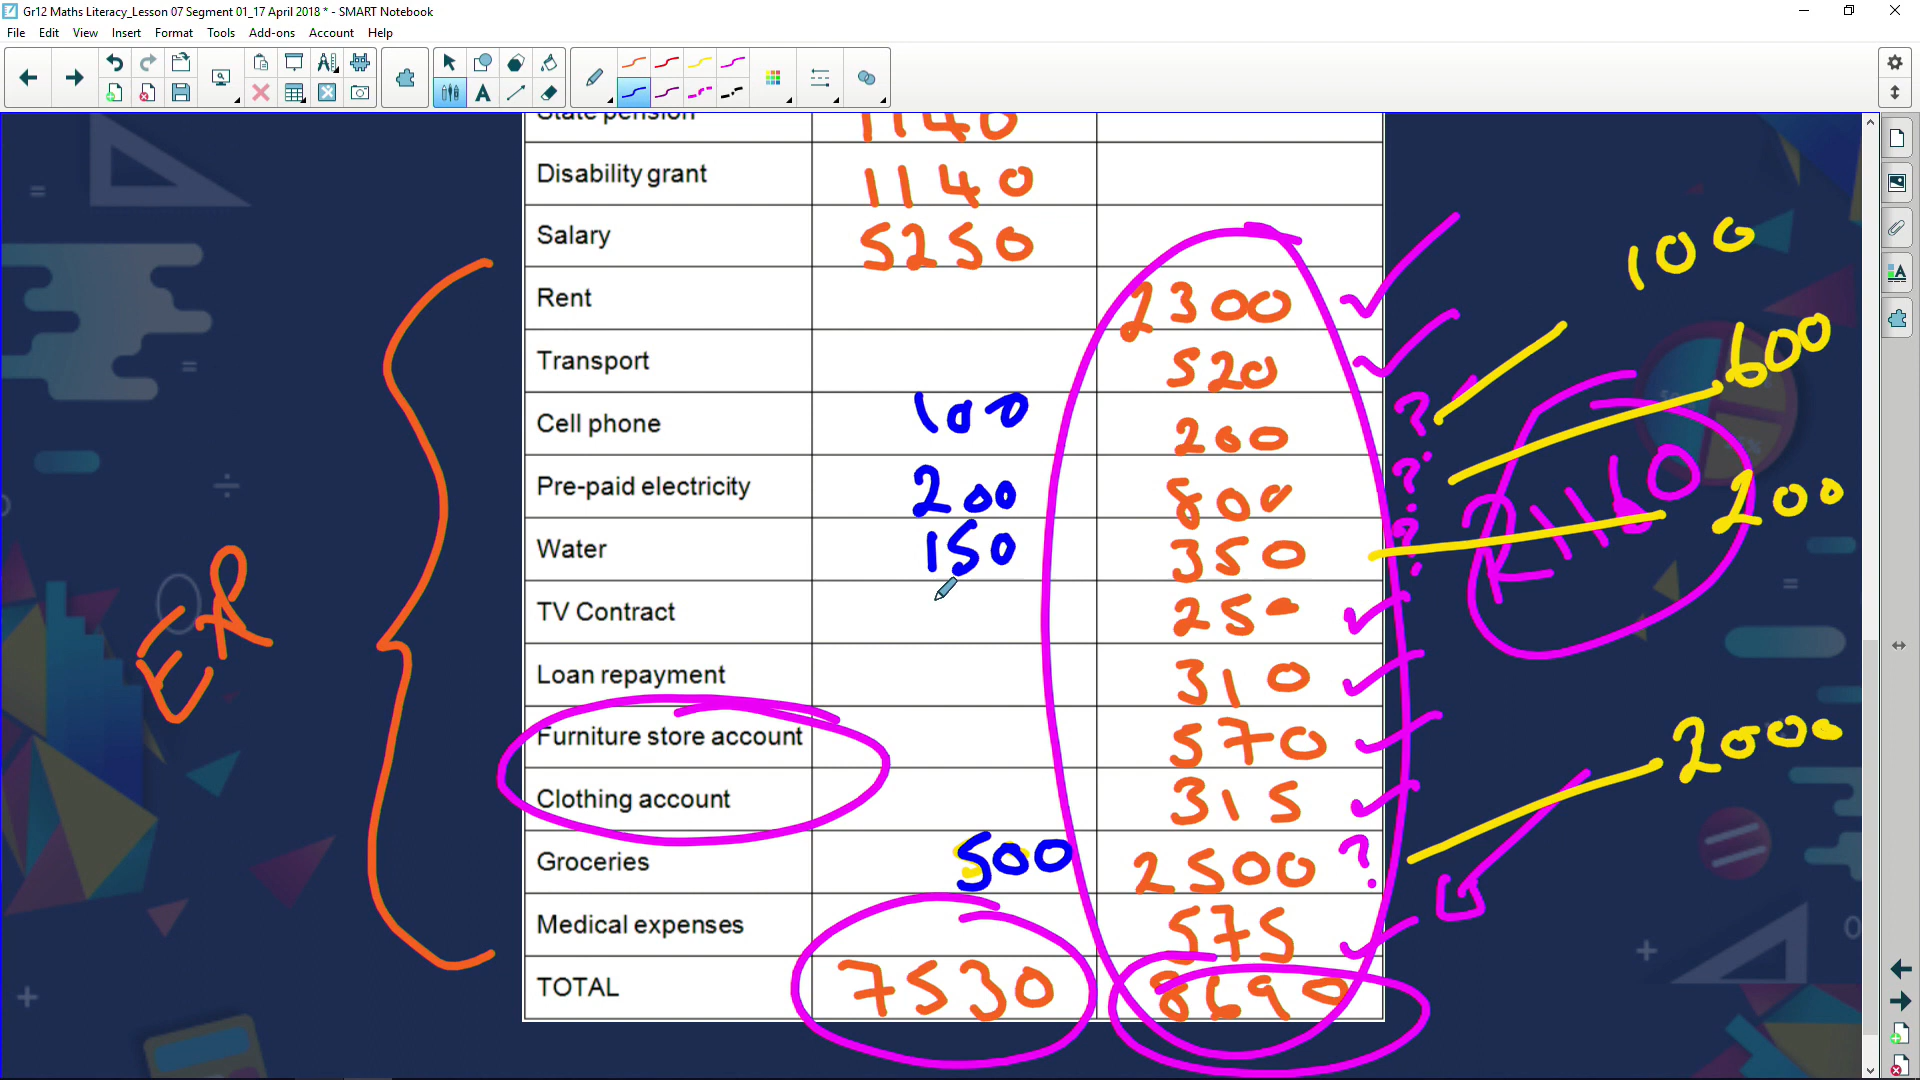 Gr12 Maths Literacy_Lesson 07 Segment 01_17 April 2018 * - SMART Notebook
File Edit View Insert Format Tools Add-ons Account Help
State pension 1140
Disability grant 1140
Salary 5250
100
Rent 2300
Transport 520
600
Cell phone 100 200 ?
Pre-paid electricity 200 800 ?
R1160
200
Water 150 350 ?
TV Contract 250
ER
Loan repayment 310
Furniture store account 570
2000
Clothing account 315
Groceries 500 2500 ?
Medical expenses 575
TOTAL 7530 8690